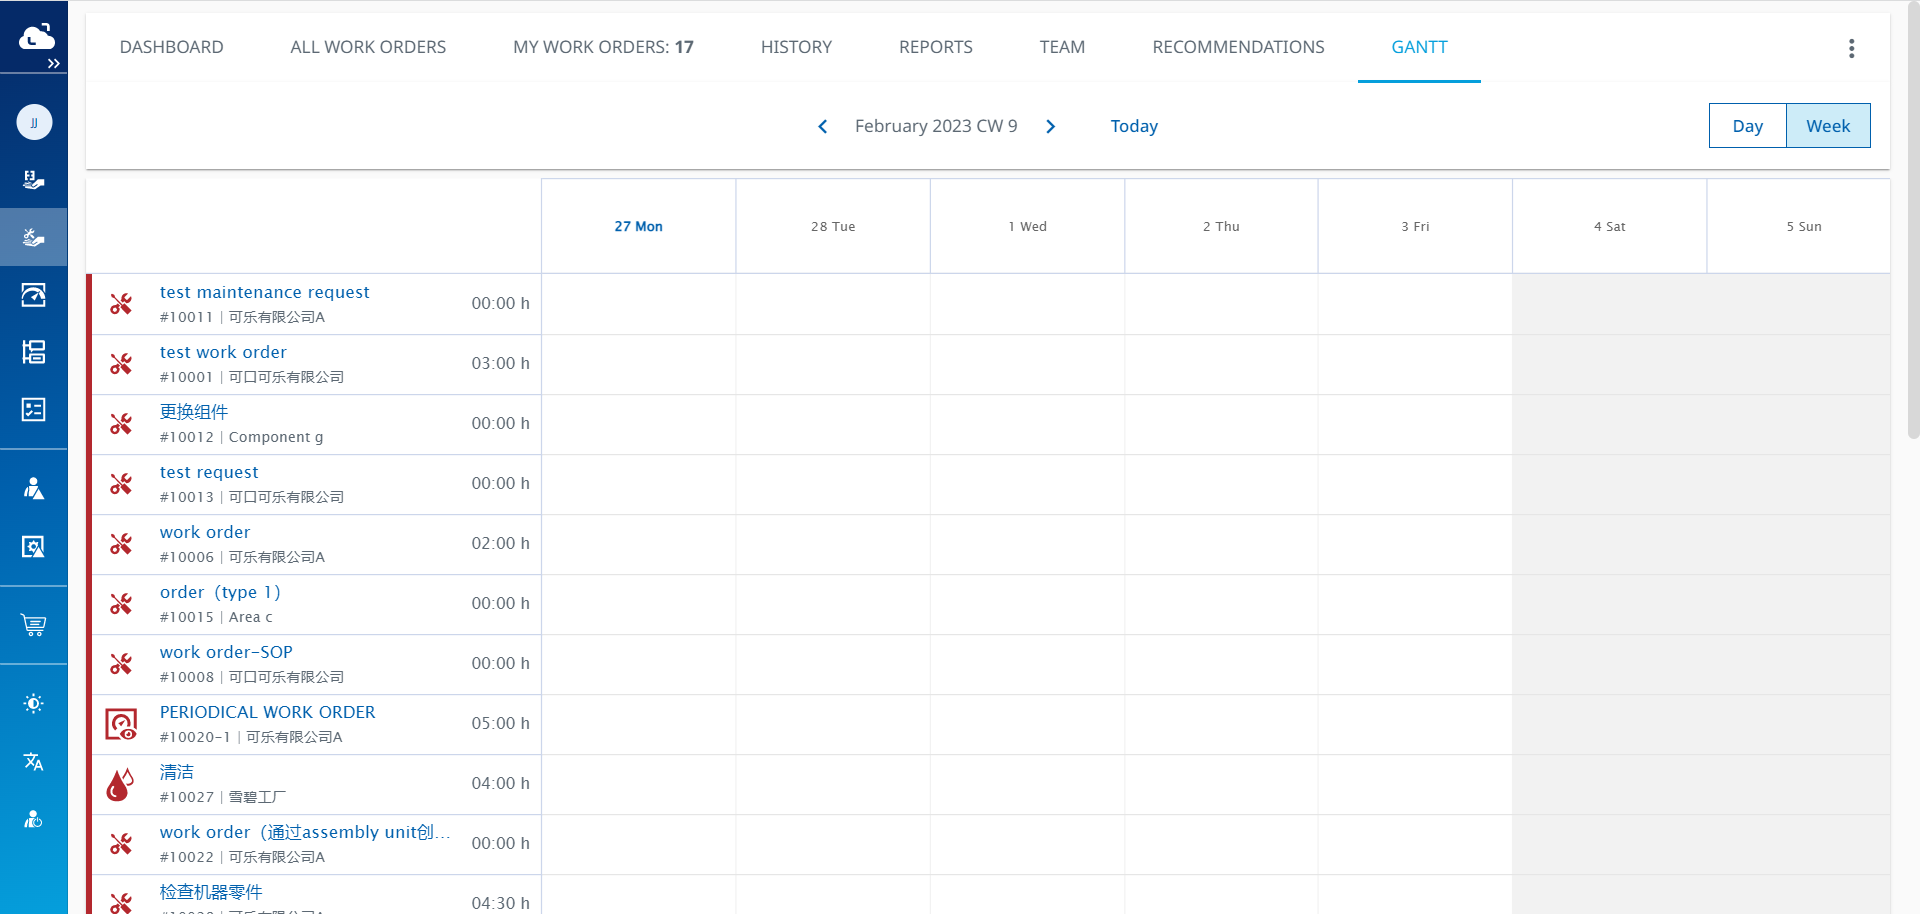 DASHBOARD ALL WORK ORDERS MY WORK ORDERS: 17 HISTORY REPORTS TEAM RECOMMENDATIONS GANTT
February 2023 CW 9 Today Day Week
JJ
27 Mon 28 Tue 1 Wed 2 Thu 3 Fri 4 Sat 5 Sun
test maintenance request
#10011 | 可乐有限公司A
00:00 h
test work order
#10001 | 可口可乐有限公司
03:00 h
更换组件
#10012 | Component g
00:00 h
test request
#10013 | 可口可乐有限公司
00:00 h
work order
#10006 | 可乐有限公司A
02:00 h
order（type 1）
#10015 | Area c
00:00 h
work order-SOP
#10008 | 可口可乐有限公司
00:00 h
PERIODICAL WORK ORDER
#10020-1 | 可乐有限公司A
05:00 h
清洁
#10027 | 雪碧工厂
04:00 h
work order（通过assembly unit创...
#10022 | 可乐有限公司A
00:00 h
检查机器零件
04:30 h